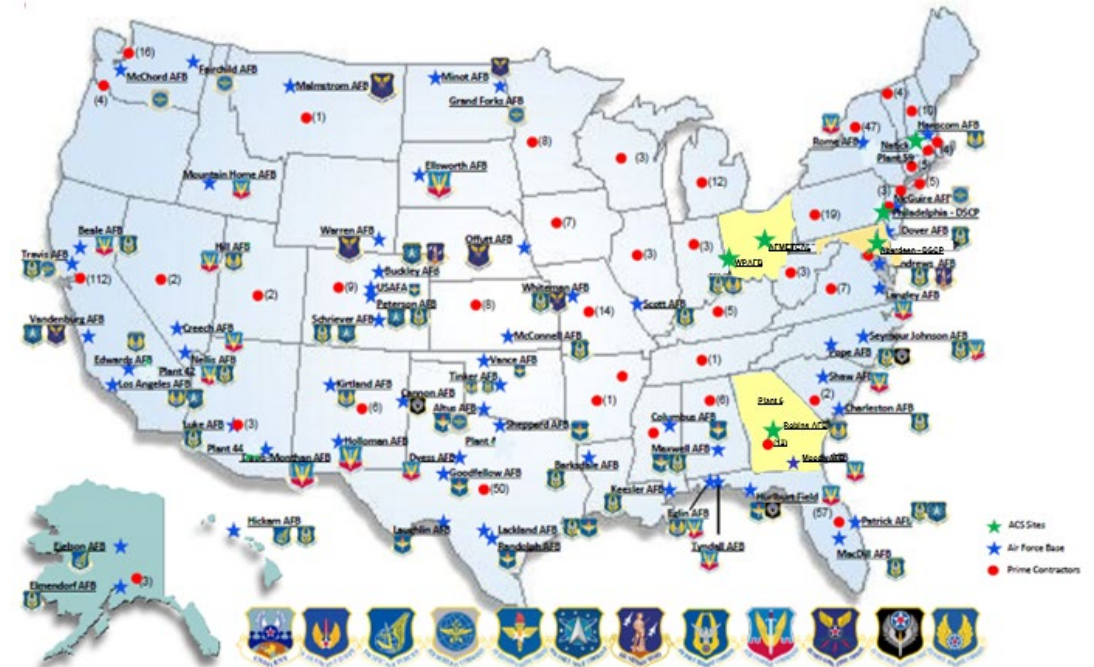 (16)
McChord AFB
Fairchild AFB
(4)
Malmstrom AFB
(1)
Minot AFB
Grand Forks AFB
(8)
(3)
(12)
(4)
(10)
(47)
Rome AFB
Hanscom AFB
Natick
(5)
(3)
McGuire AFB
Philadelphia - DSCP
Dover AFB
(19)
Mountain Home AFB
Ellsworth AFB
Beale AFB
Travis AFB
(112)
(2)
Hill AFB
(2)
Warren AFB
Offutt AFB
(7)
(3)
(3)
WPAFB
(3)
Andrews AFB
(7)
Langley AFB
Buckley AFB
(9)
USAFA
Peterson AFB
Schriever AFB
(8)
Whiteman AFB
(14)
Scott AFB
(5)
Vandenburg AFB
Creech AFB
Edwards AFB
Nellis AFB
Plant 42
Los Angeles AFB
McConnell AFB
Vance AFB
Tinker AFB
(1)
Seymour Johnson AFB
Pope AFB
Shaw AFB
(2)
Charleston AFB
Kirtland AFB
(6)
Cannon AFB
Altus AFB
(1)
(6)
Columbus AFB
Plant 6
Robins AFB
Luke AFB
(3)
Plant 44
Davis-Monthan AFB
Holloman AFB
Sheppard AFB
Plant 4
Dyess AFB
Goodfellow AFB
(50)
Barksdale AFB
Maxwell AFB
Moody AFB
Keesler AFB
Eglin AFB
Hurlburt Field
(57)
Patrick AFB
MacDill AFB
Tyndall AFB
Laughlin AFB
Lackland AFB
Randolph AFB
Hickam AFB
Eielson AFB
Elmendorf AFB
(3)
ACS Sites
Air Force Base
Prime Contractors